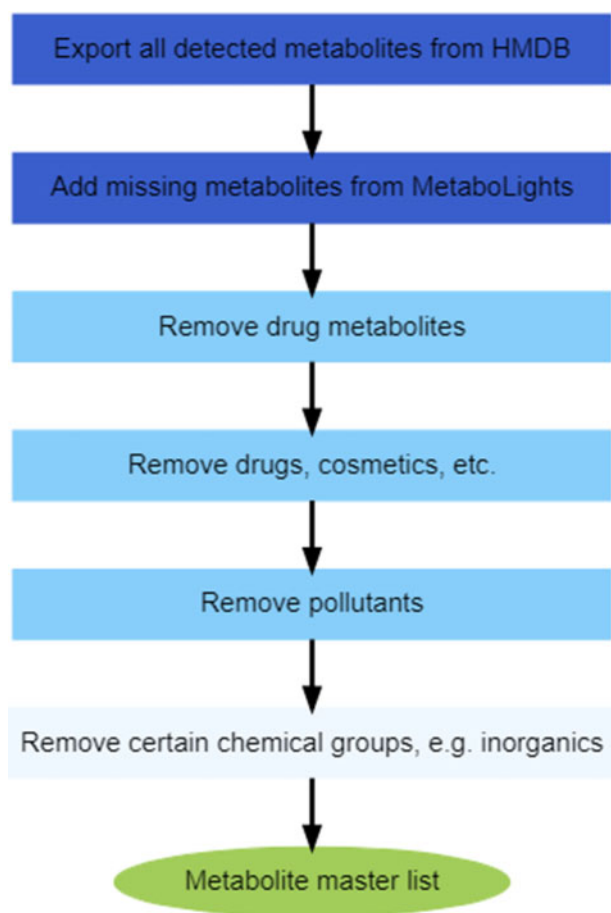 Export all detected metabolites from HMDB
Add missing metabolites from MetaboLights
Remove drug metabolites
Remove drugs, cosmetics, etc.
Remove pollutants
Remove certain chemical groups, e.g. inorganics
Metabolite master list